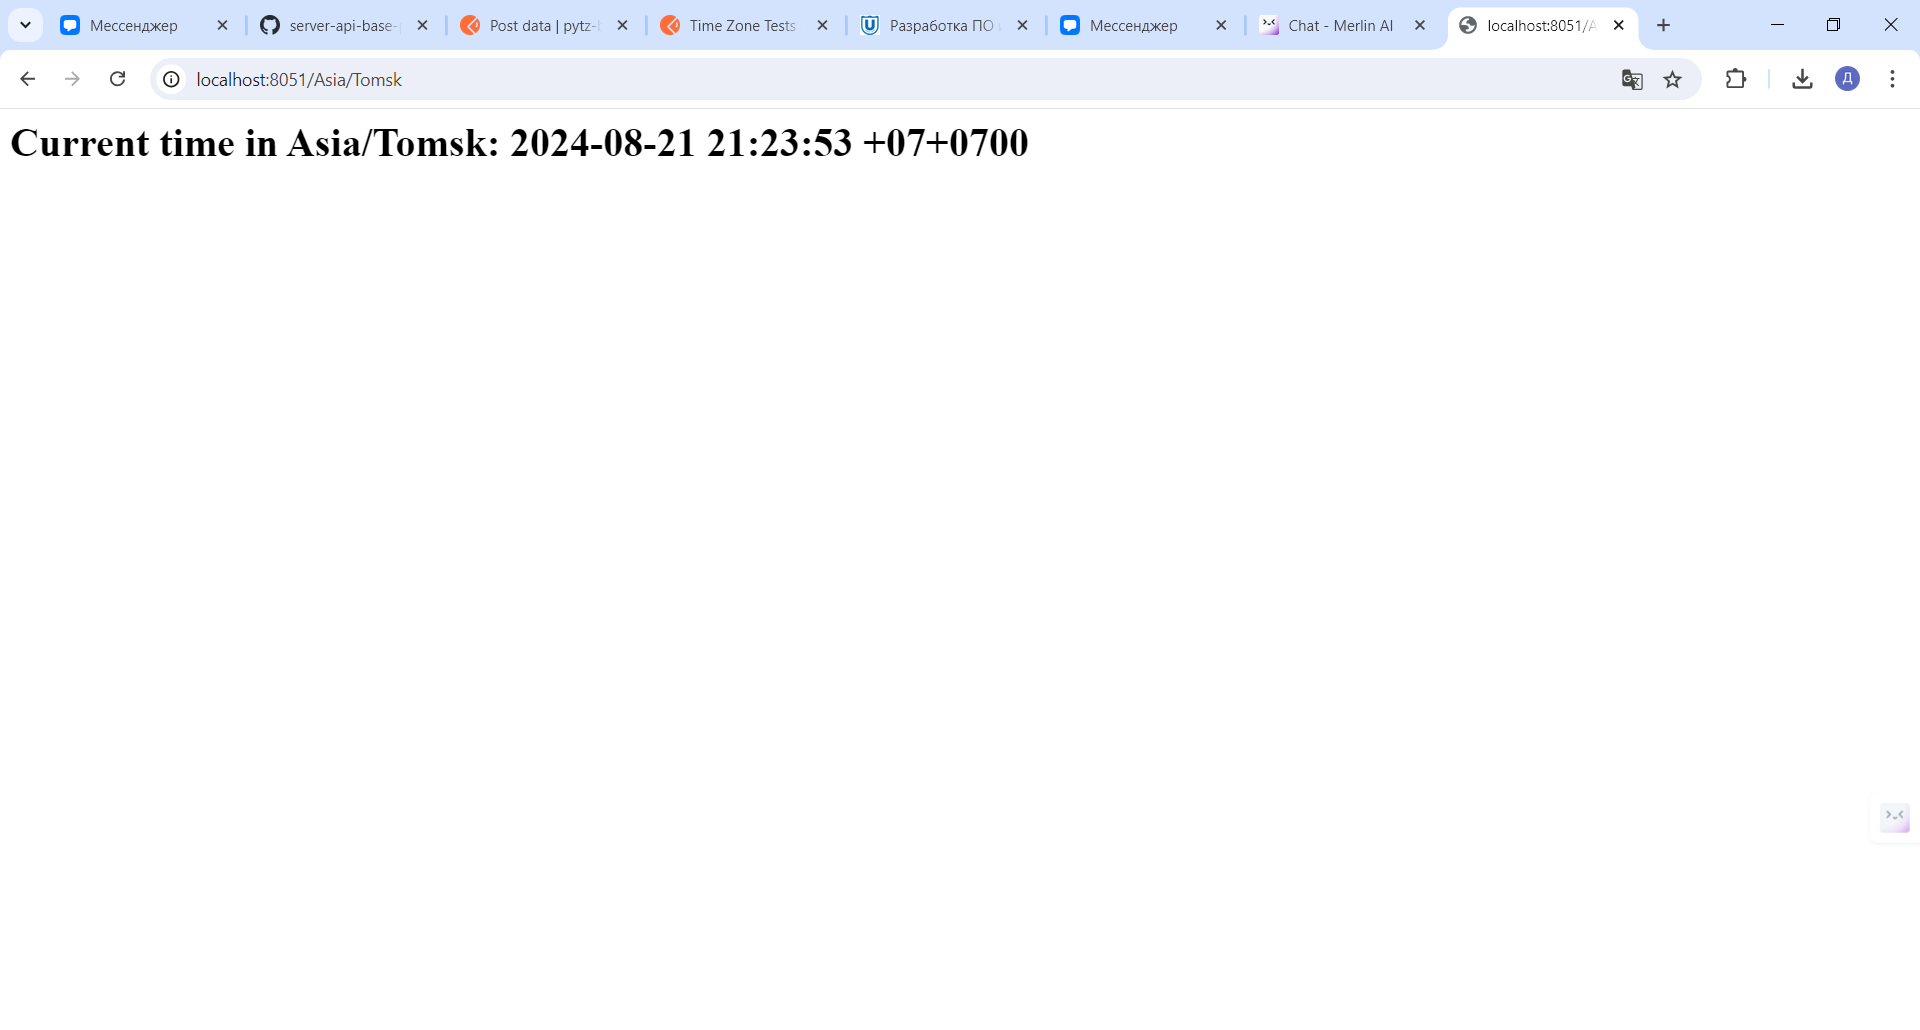 Мессенджер
server-api-base-
Post data | pytz-
Time Zone Tests
Разработка ПО
Мессенджер
Chat - Merlin AI
localhost:8051/A
localhost:8051/Asia/Tomsk
Д
Current time in Asia/Tomsk: 2024-08-21 21:23:53 +07+0700